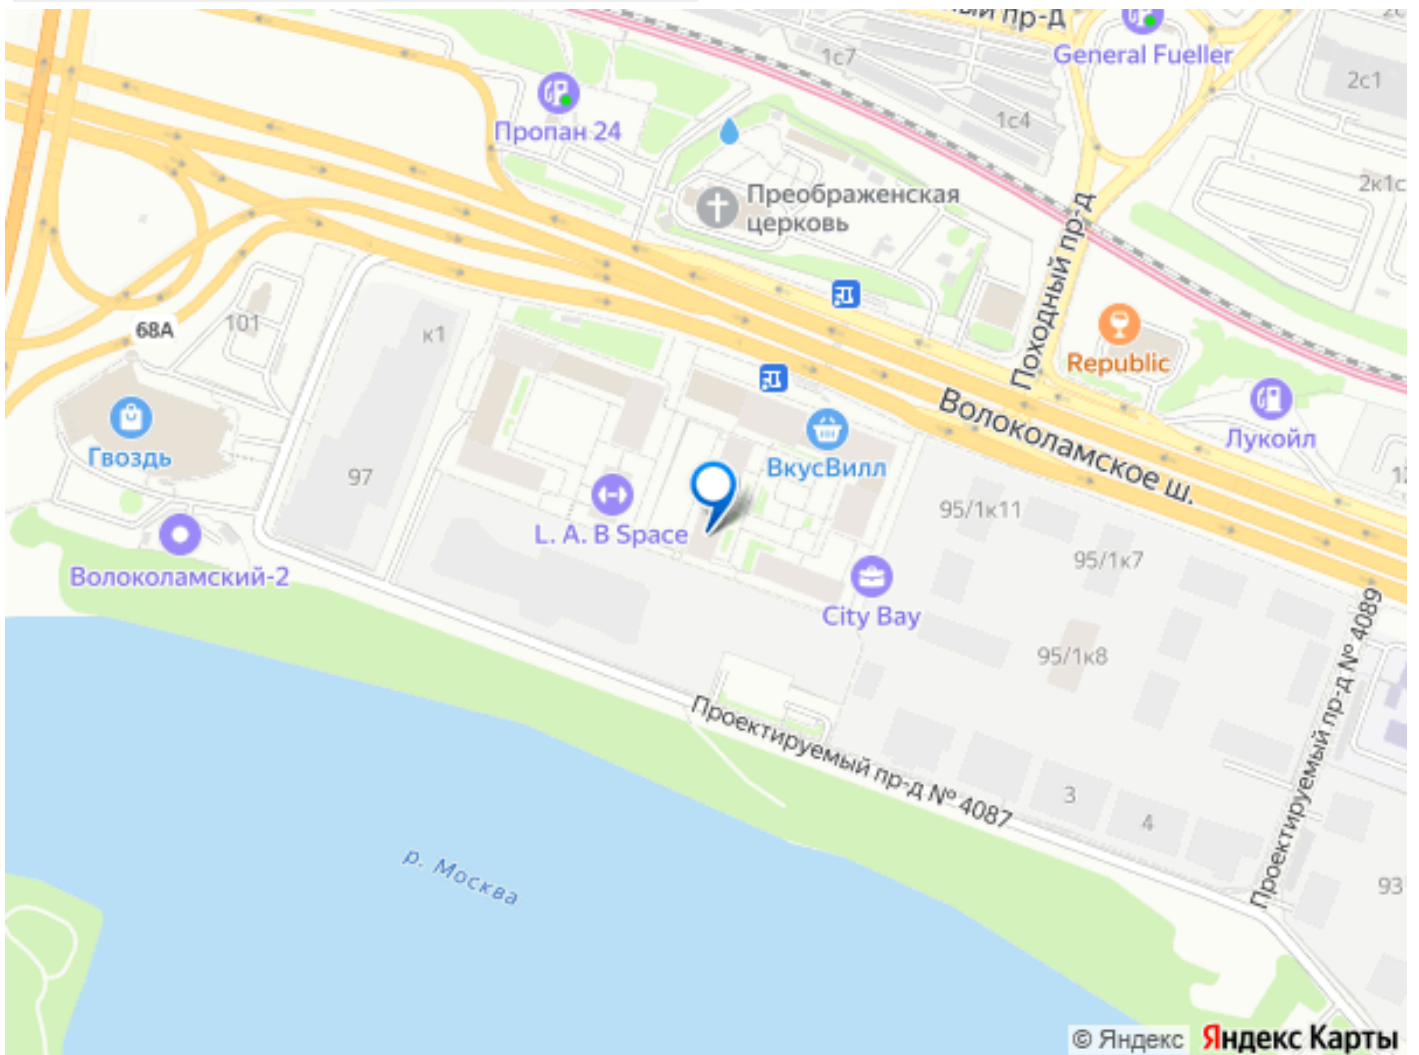 1с7
General Fueller
2с1
Пропан 24
1с4
Преображенская
церковь
2к1с
Походный пр-д
68А
101
к1
Republic
Гвоздь
97
Волоколамское ш.
Лукойл
ВкусВилл
L. A. B Space
95/1к11
95/1к7
Волоколамский-2
City Bay
95/1к8
Проектируемый пр-д № 4089
Проектируемый пр-д № 4087
3
4
р. Москва
93
© Яндекс Яндекс Карты